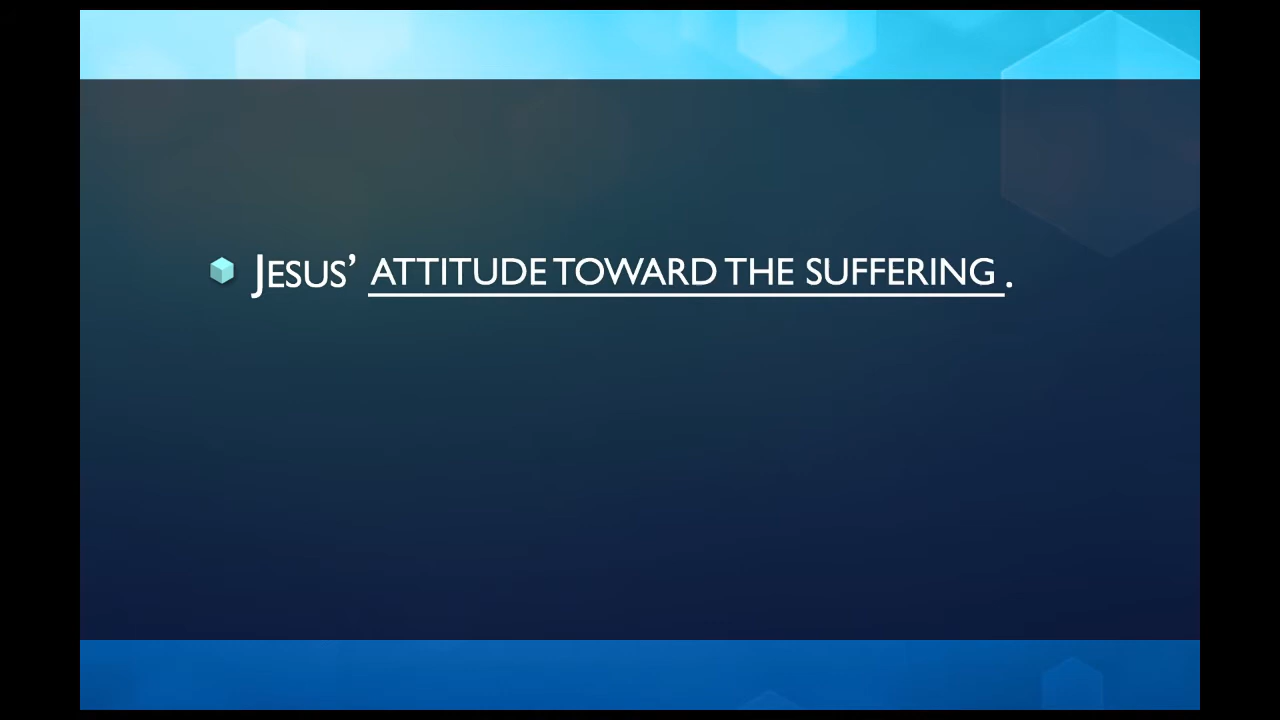 Jesus’ ATTITUDE TOWARD THE SUFFERING .